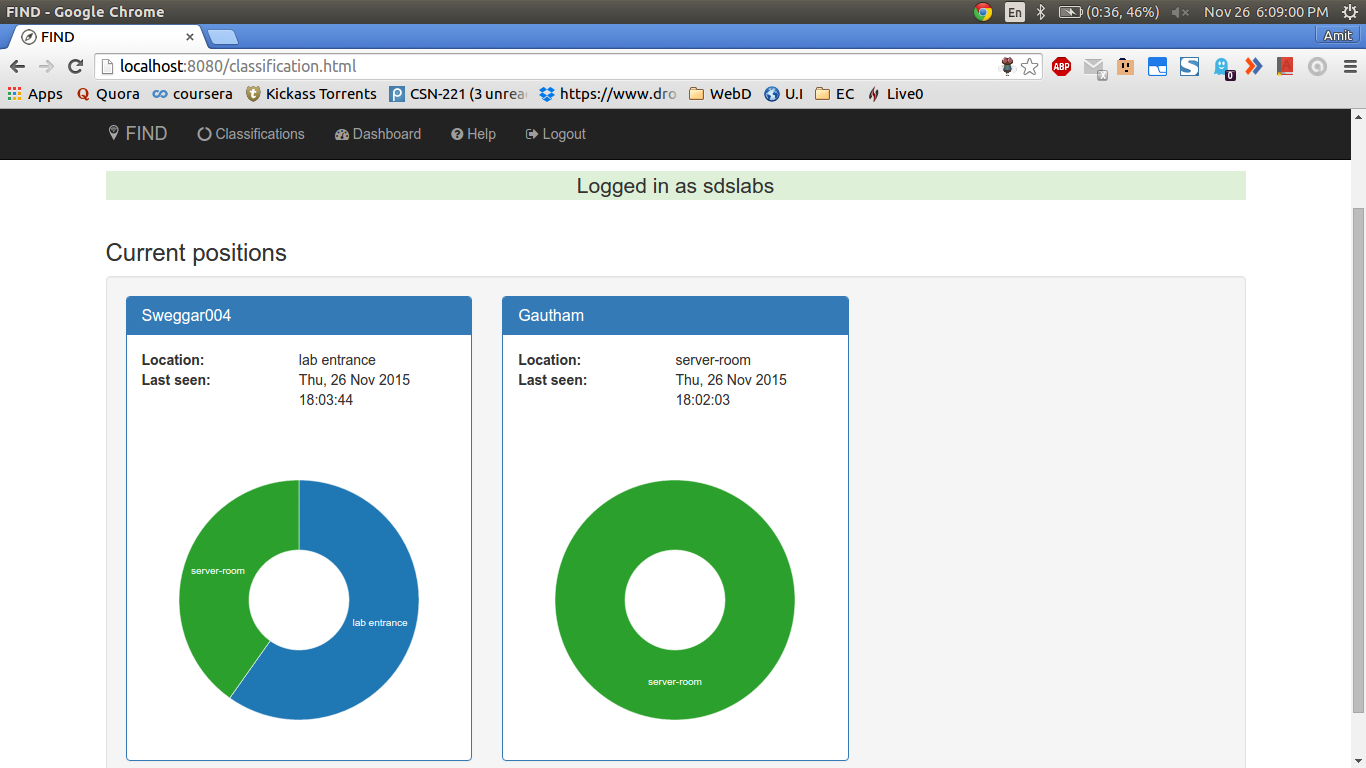 FIND - Google Chrome
En
(0:36, 46%)
Nov 26 6:09:00 PM
FIND
×
Amit
localhost:8080/classification.html
ABP
x
S
0
Apps
Q Quora
coursera
Kickass Torrents
CSN-221 (3 unrea
https://www.dro
WebD
U.I
EC
Live0
FIND
Classifications
Dashboard
Help
Logout
Logged in as sdslabs
Current positions
Sweggar004
Location: lab entrance
Last seen: Thu, 26 Nov 2015
18:03:44
server-room
lab entrance
Gautham
Location: server-room
Last seen: Thu, 26 Nov 2015
18:02:03
server-room